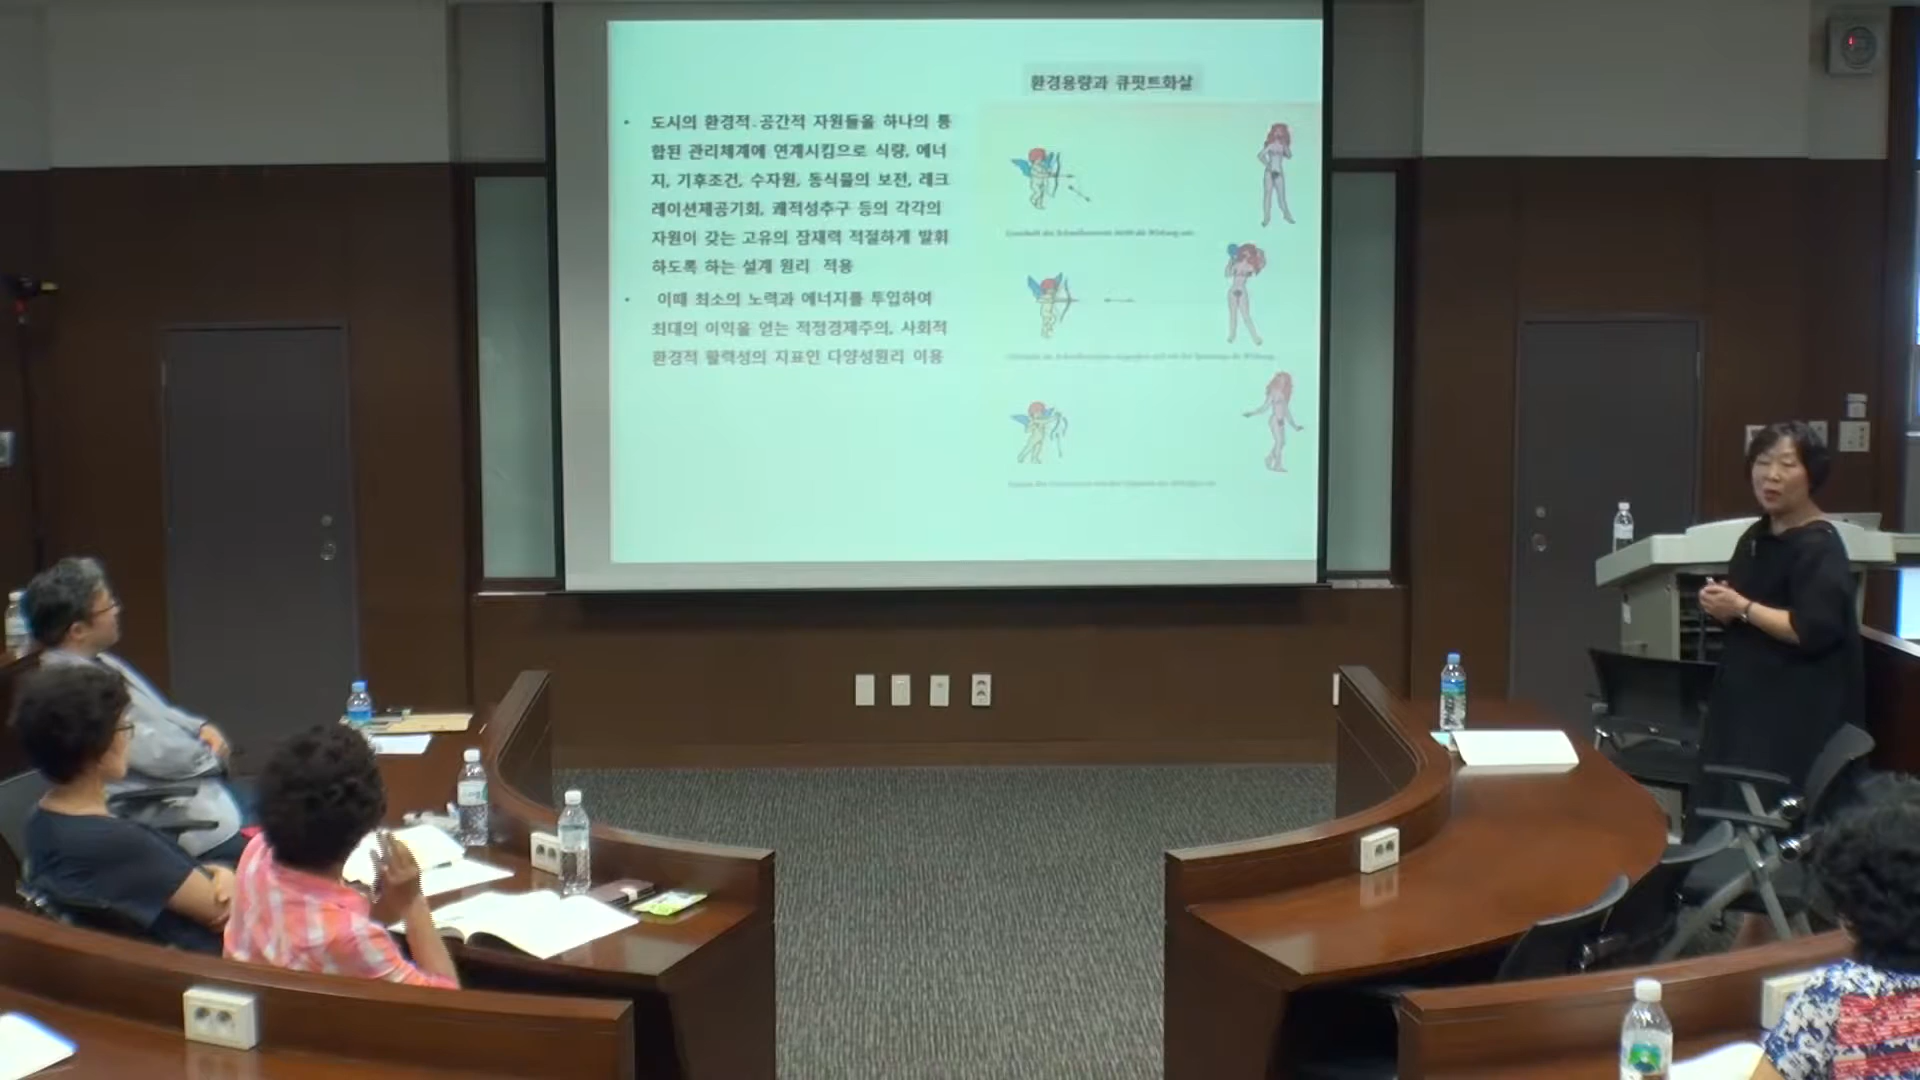 환경용량과 큐핏트화살
• 도시의 환경적.공간적 자원들을 하나의 통
합된 관리체계에 연계시킴으로 식량, 에너
지, 기후조건, 수자원, 동식물의 보전, 레크
레이션제공기회, 쾌적성추구 등의 각각의
자원이 갖는 고유의 잠재력 적절하게 발휘
하도록 하는 설계 원리 적용
• 이때 최소의 노력과 에너지를 투입하여
최대의 이익을 얻는 적정경제주의, 사회적
환경적 활력성의 지표인 다양성원리 이용